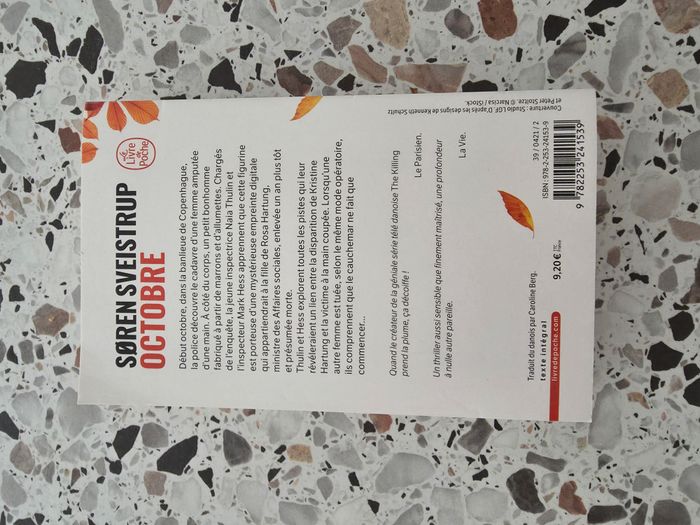 SØREN SVEISTRUP
OCTOBRE
Le
Livre
de
Poche
Début octobre, dans la banlieue de Copenhague,
la police découvre le cadavre d'une femme amputée
d'une main. À côté du corps, un petit bonhomme
fabriqué à partir de marrons et d'allumettes. Chargés
de l'enquête, la jeune inspectrice Naia Thulin et
l'inspecteur Mark Hess apprennent que cette figurine
est porteuse d'une mystérieuse empreinte digitale
qui appartiendrait à la fille de Rosa Hartung,
ministre des Affaires sociales, enlevée un an plus tôt
et présumée morte.
Thulin et Hess explorent toutes les pistes qui leur
révéleraient un lien entre la disparition de Kristine
Hartung et la victime à la main coupée. Lorsqu'une
autre femme est tuée, selon le même mode opératoire,
ils comprennent que le cauchemar ne fait que
commencer…
Quand le créateur de la géniale série télé danoise The Killing
prend la plume, ça décoiffe !
Le Parisien.
Un thriller aussi sensible que finement maîtrisé, une profondeur
à nulle autre pareille.
La Vie.
Traduit du danois par Caroline Berg.
texte intégral
livredepoche.com
9,20 € TTC
France
39 / 0421 / 2
ISBN : 978-2-253-24153-9
9 782253 241539
Couverture : Studio LGF. D'après les designs de Kenneth Schultz
et Peter Stoltze. © Narcisa / iStock.